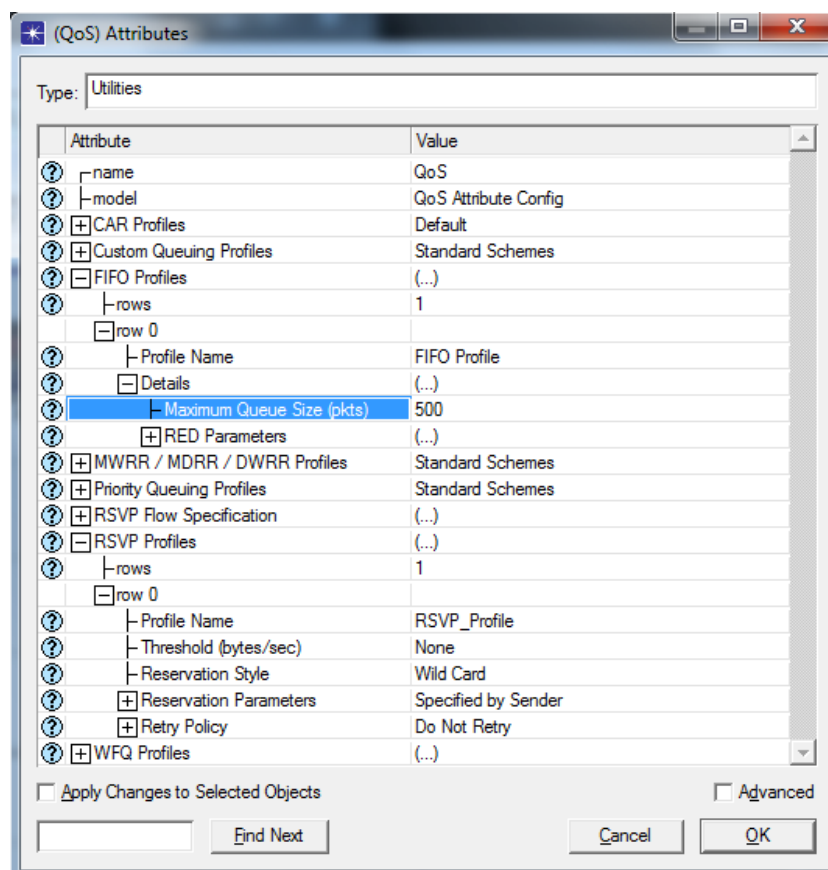 (QoS) Attributes
Type: Utilities
Attribute Value
name QoS
model QoS Attribute Config
CAR Profiles Default
Custom Queuing Profiles Standard Schemes
FIFO Profiles (...)
rows 1
row 0
Profile Name FIFO Profile
Details (...)
Maximum Queue Size (pkts) 500
RED Parameters (...)
MWRR / MDRR / DWRR Profiles Standard Schemes
Priority Queuing Profiles Standard Schemes
RSVP Flow Specification (...)
RSVP Profiles (...)
rows 1
row 0
Profile Name RSVP_Profile
Threshold (bytes/sec) None
Reservation Style Wild Card
Reservation Parameters Specified by Sender
Retry Policy Do Not Retry
WFQ Profiles (...)
Apply Changes to Selected Objects Advanced
Find Next Cancel OK